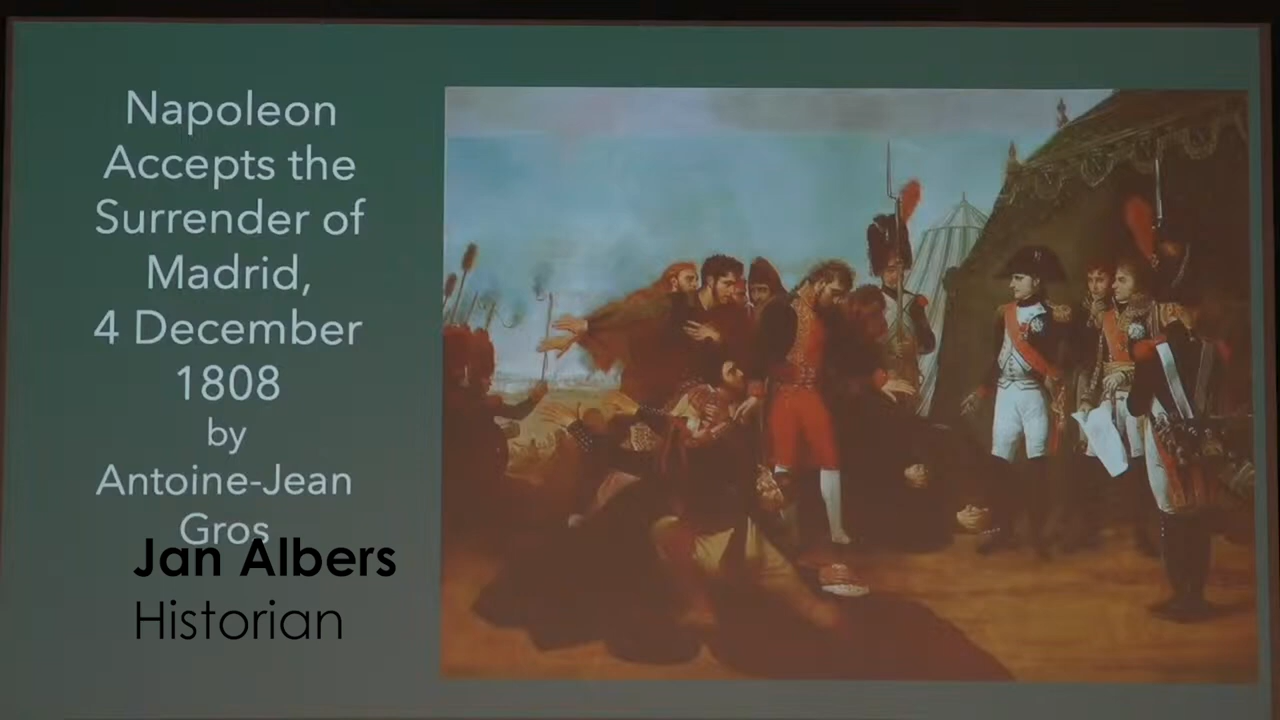 Napoleon
Accepts the
Surrender of
Madrid,
4 December
1808
by
Antoine-Jean
Gros
Jan Albers
Historian